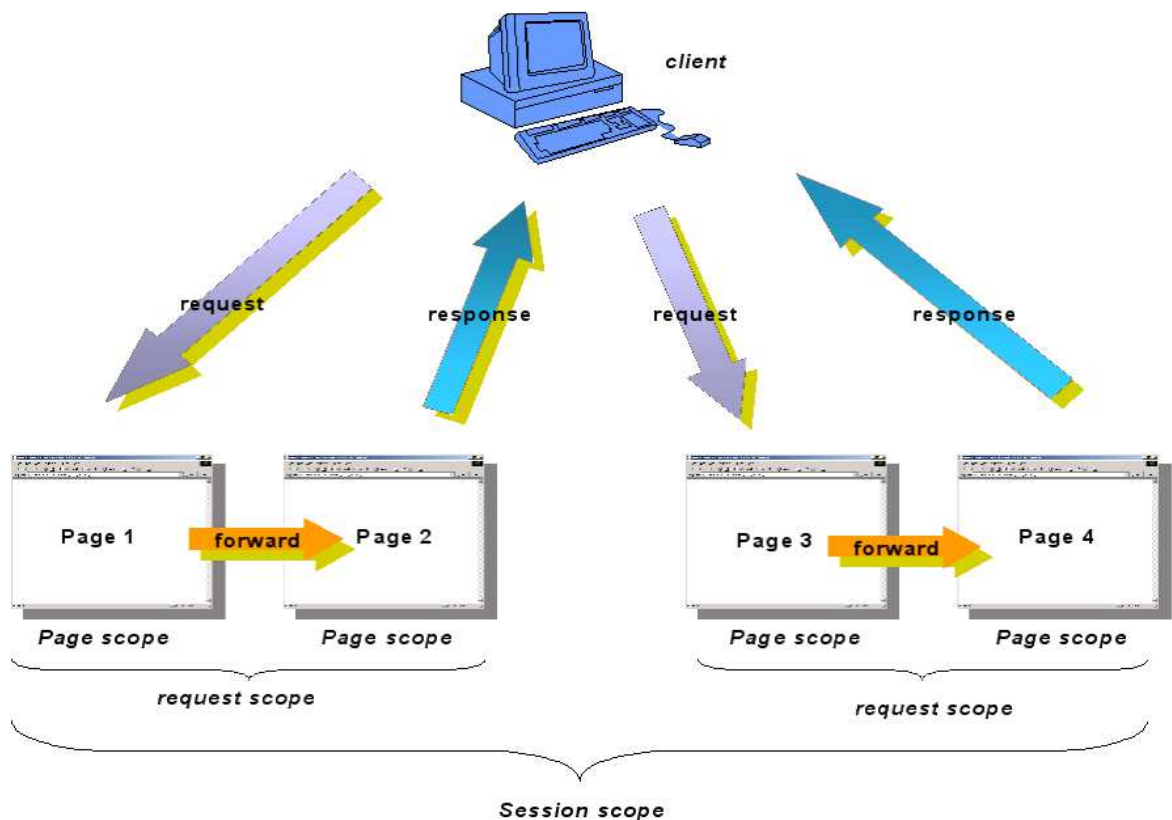 client
request
response
request
response
Page 1
forward
Page 2
Page 3
forward
Page 4
Page scope
Page scope
Page scope
Page scope
request scope
request scope
Session scope